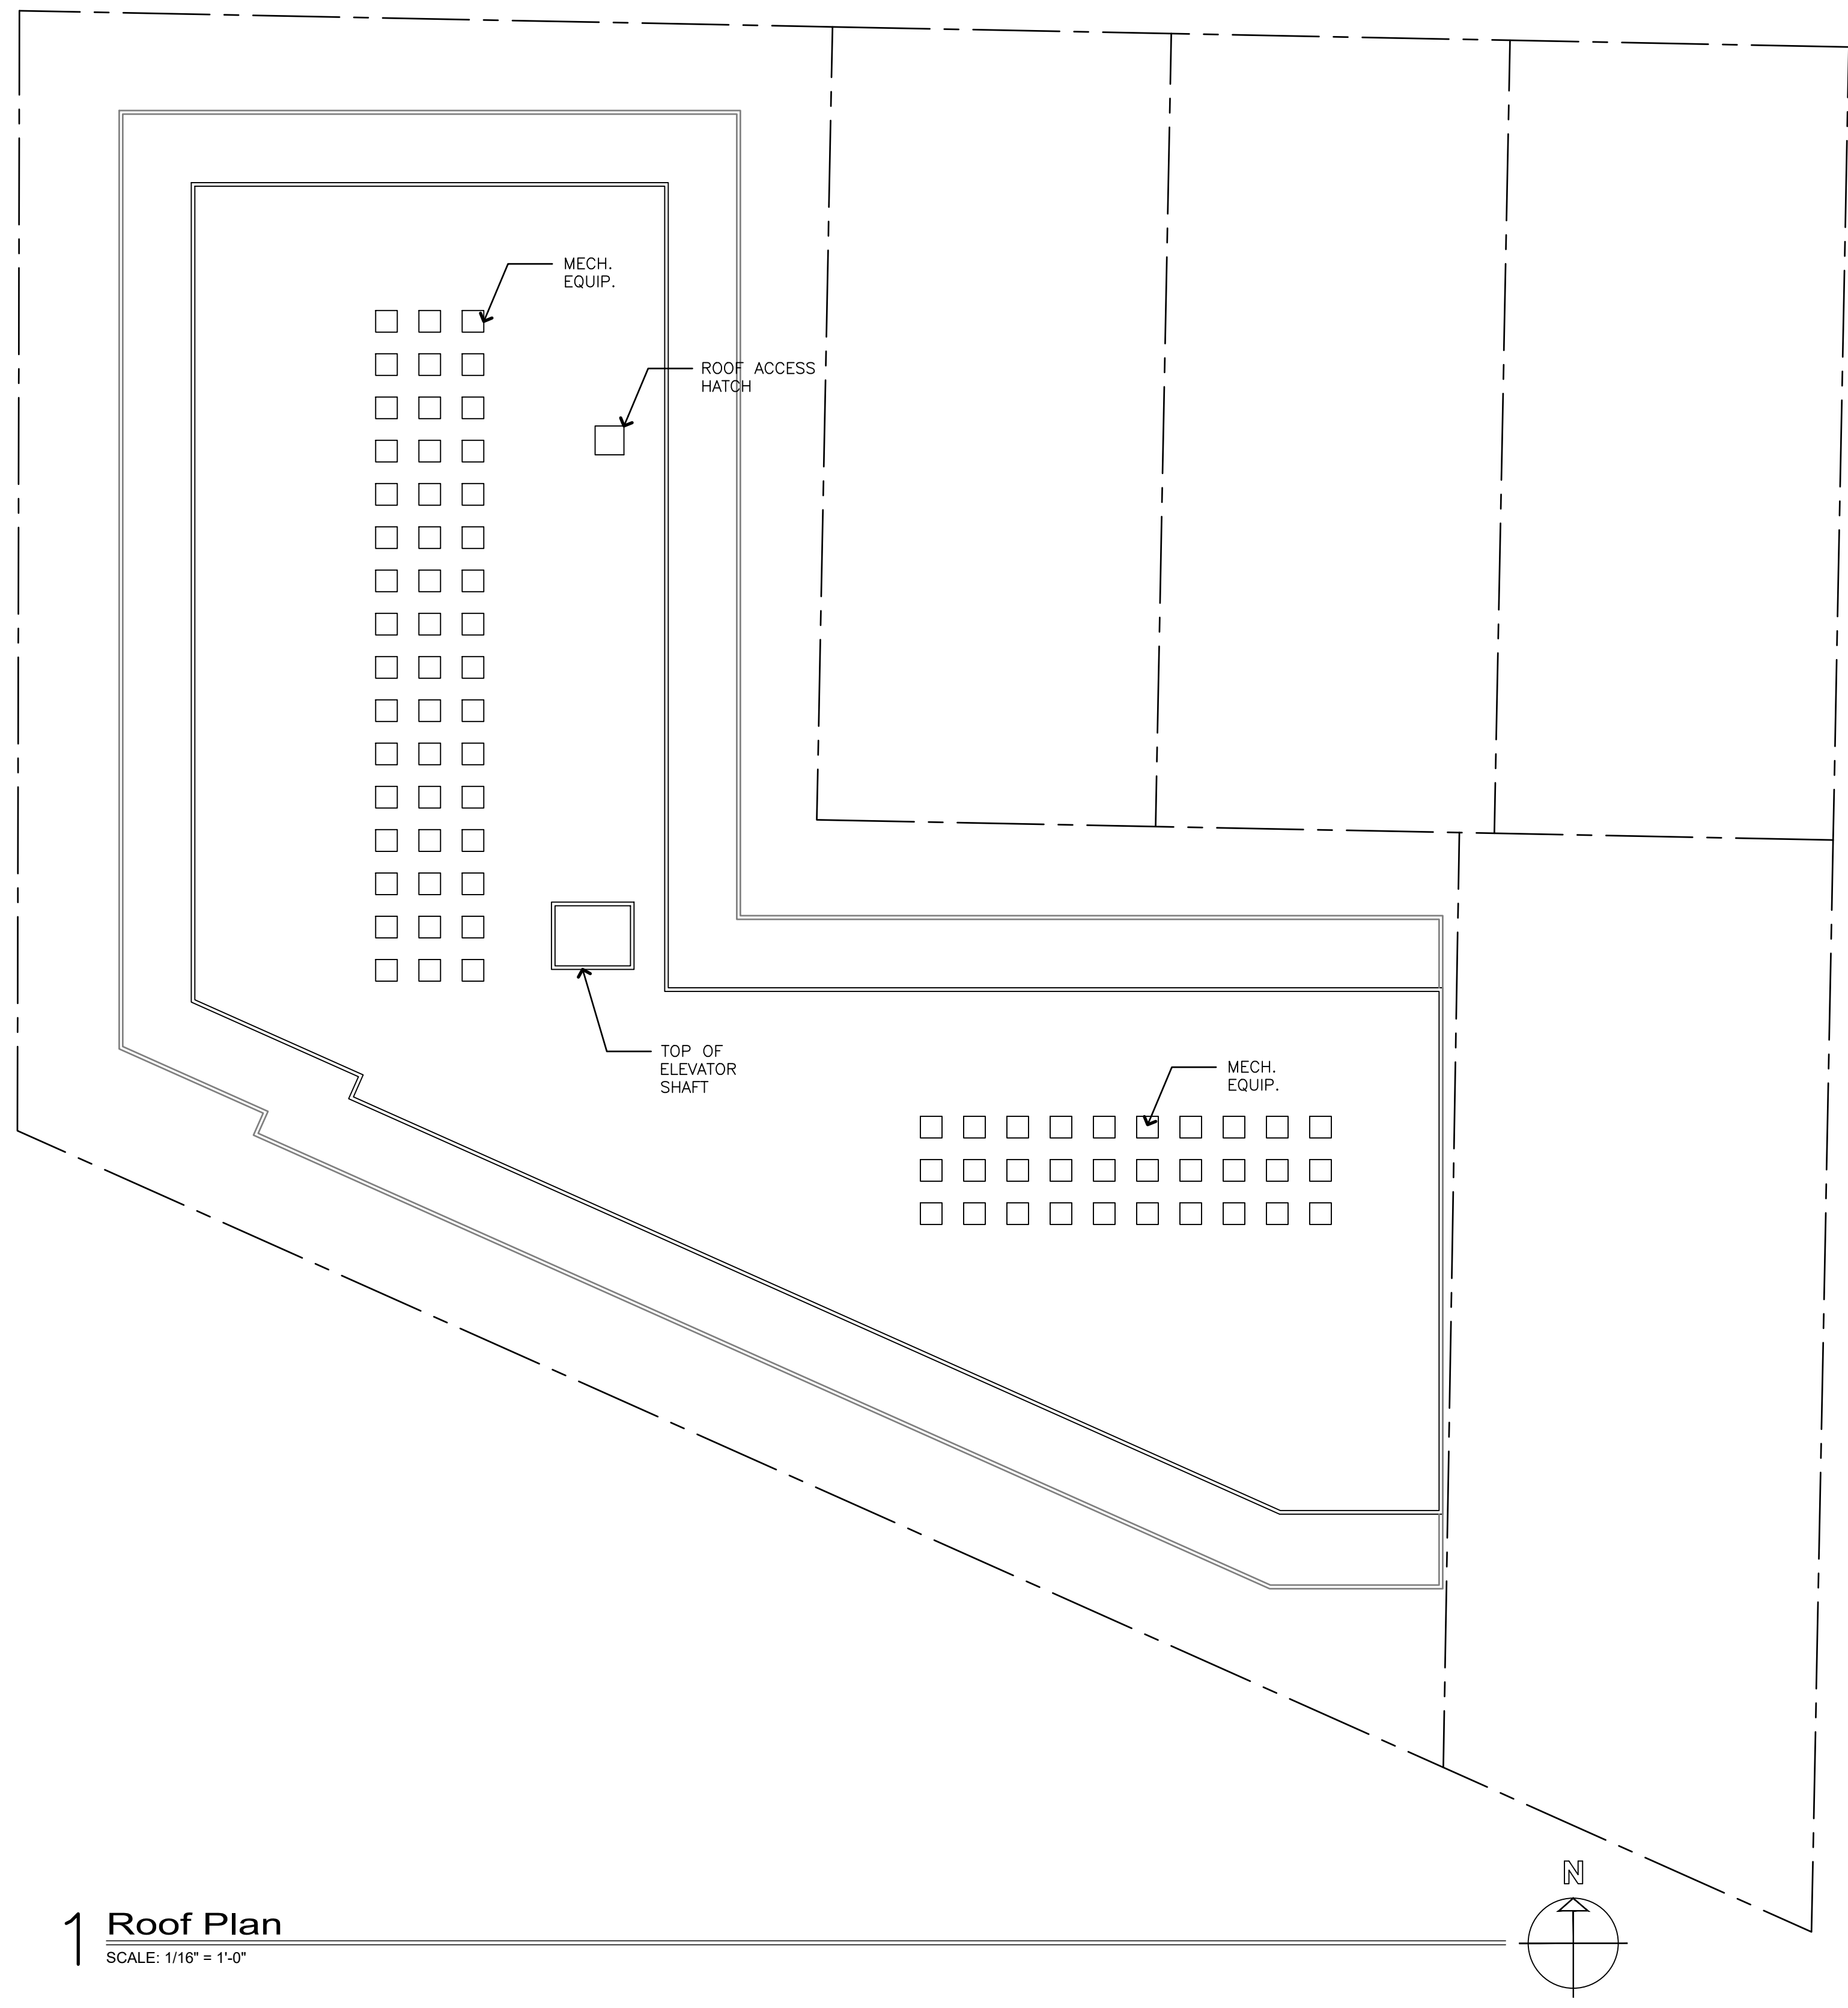 MECH.
EQUIP.
ROOF ACCESS
HATCH
TOP OF
ELEVATOR
SHAFT
MECH.
EQUIP.
N
1 Roof Plan
SCALE: 1/16" = 1'-0"